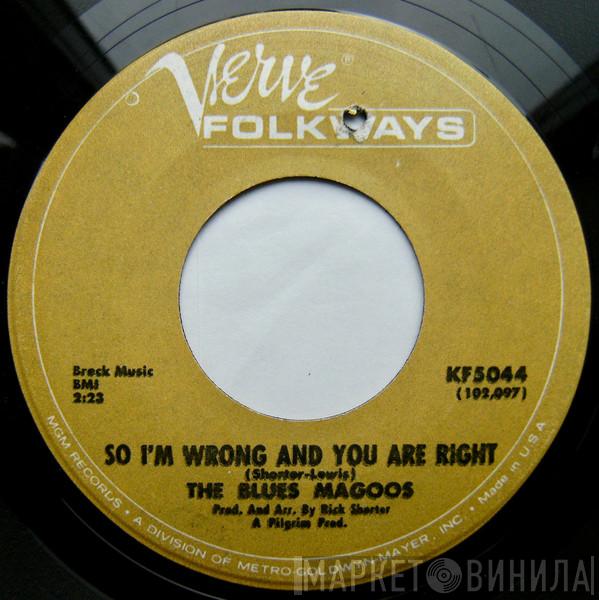 Verve®
FOLKWAYS
Breck Music
BMI
2:23
KF5044
(102,097)
SO I'M WRONG AND YOU ARE RIGHT
(Shorter-Lewis)
THE BLUES MAGOOS
Prod. And Arr. By Rick Shorter
A Pilgrim Prod.
MGM RECORDS • A DIVISION OF METRO-GOLDWYN-MAYER, INC. • Made in U.S.A.
МАРКЕТ ВИНИЛА